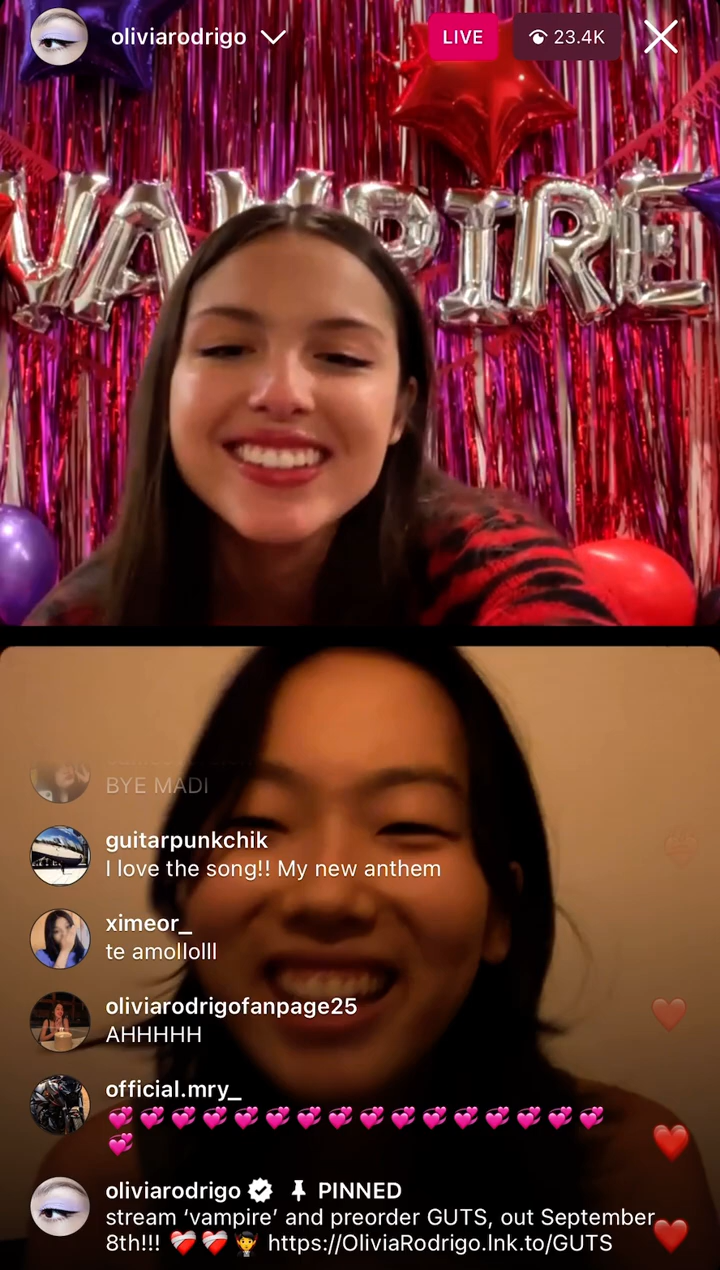 oliviarodrigo
LIVE
23.4K
VAMPIRE
BYE MADI
guitarpunkchik
I love the song!! My new anthem
ximeor_
te amollolll
oliviarodrigofanpage25
AHHHHH
official.mry_
💞💞💞💞💞💞💞💞💞💞💞💞💞💞💞💞
💞
oliviarodrigo PINNED
stream ‘vampire’ and preorder GUTS, out September
8th!!! ❤️‍🩹❤️‍🩹🧛‍♀️ https://OliviaRodrigo.lnk.to/GUTS